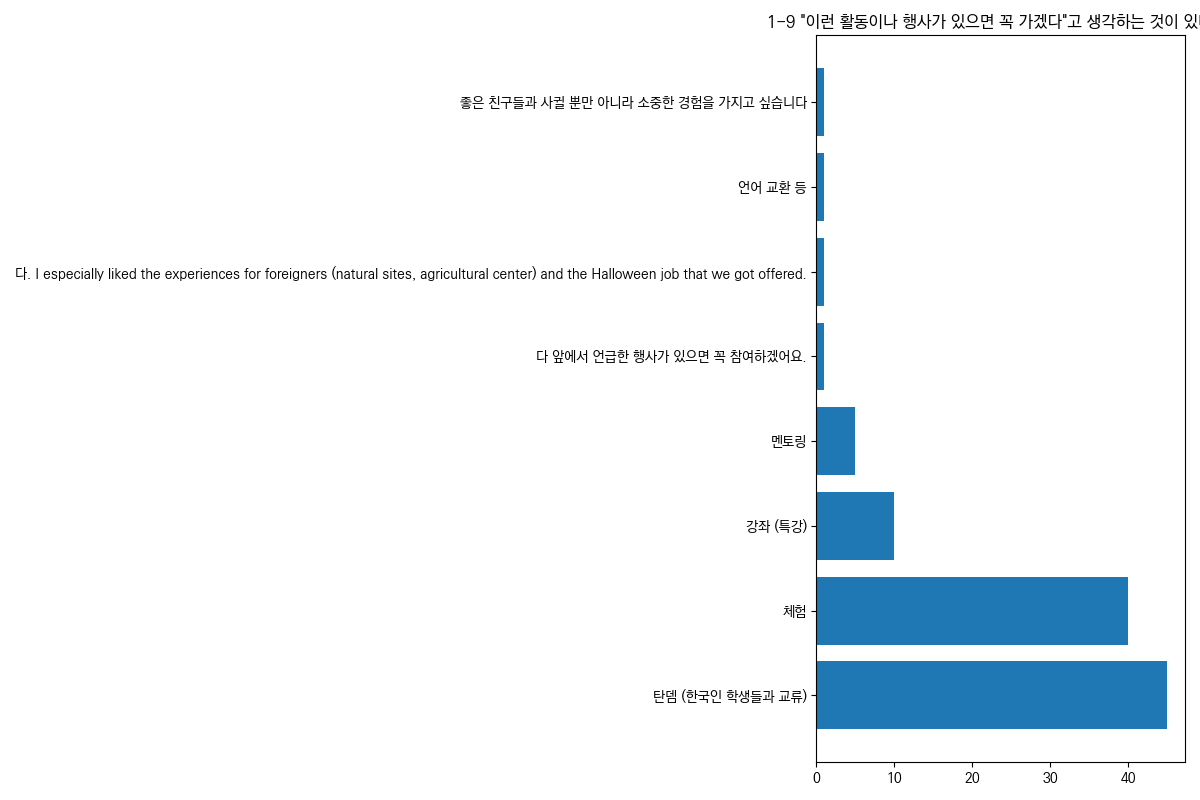 1-9 "이런 활동이나 행사가 있으면 꼭 가겠다"고 생각하는 것이
좋은 친구들과 사귈 뿐만 아니라 소중한 경험을 가지고 싶습니다
언어 교환 등
다. I especially liked the experiences for foreigners (natural sites, agricultural center) and the Halloween job that we got offered.
다 앞에서 언급한 행사가 있으면 꼭 참여하겠어요.
멘토링
강좌 (특강)
체험
탄뎀 (한국인 학생들과 교류)
0 10 20 30 40